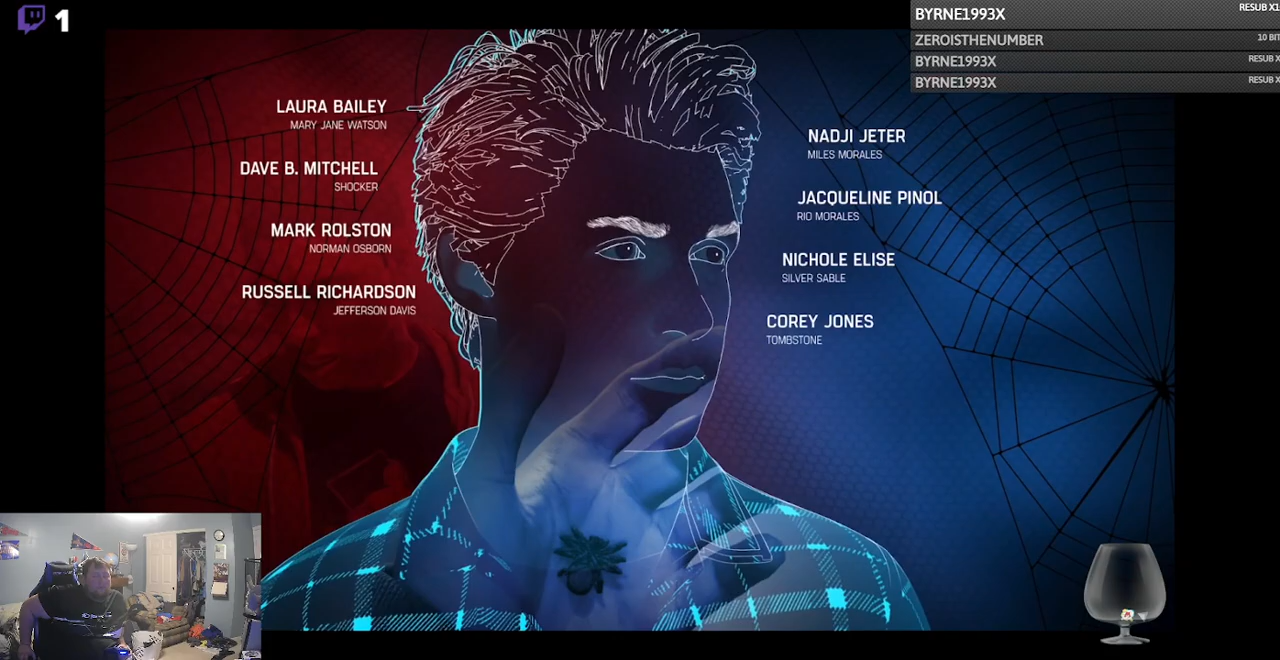 1
BYRNE1993X RESUB X1
ZEROISTHENUMBER 10 BIT
BYRNE1993X RESUB X
BYRNE1993X RESUB X
LAURA BAILEY
MARY JANE WATSON
DAVE B. MITCHELL
SHOCKER
MARK ROLSTON
NORMAN OSBORN
RUSSELL RICHARDSON
JEFFERSON DAVIS
NADJI JETER
MILES MORALES
JACQUELINE PINOL
RIO MORALES
NICHOLE ELISE
SILVER SABLE
COREY JONES
TOMBSTONE